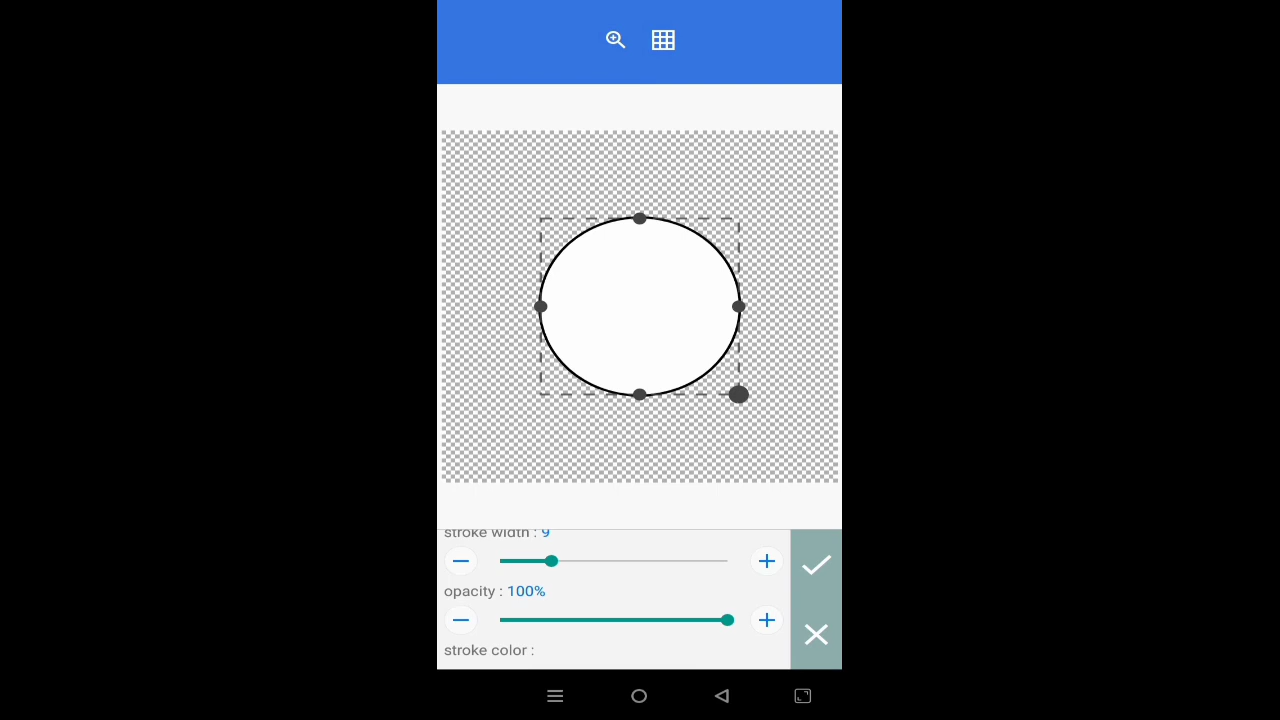 stroke width : 9
opacity : 100%
stroke color :